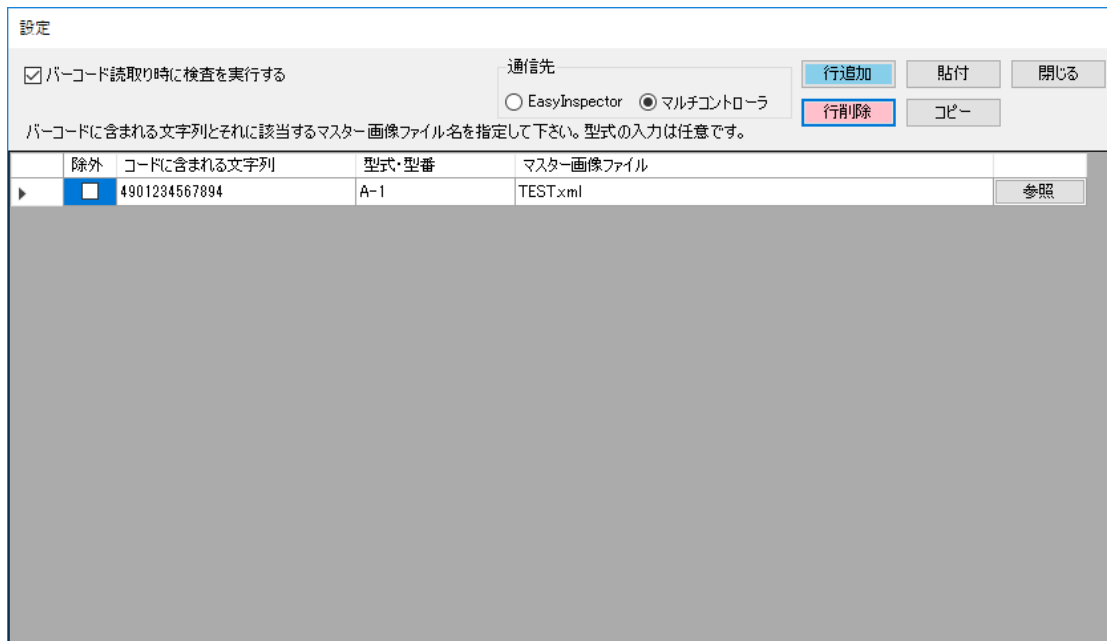 設定
バーコード読取り時に検査を実行する
通信先
EasyInspector マルチコントローラ
行追加 貼付 閉じる
行削除 コピー
バーコードに含まれる文字列とそれに該当するマスター画像ファイル名を指定して下さい。型式の入力は任意です。
除外 コードに含まれる文字列 型式・型番 マスター画像ファイル
4901234567894 A-1 TEST.xml 参照